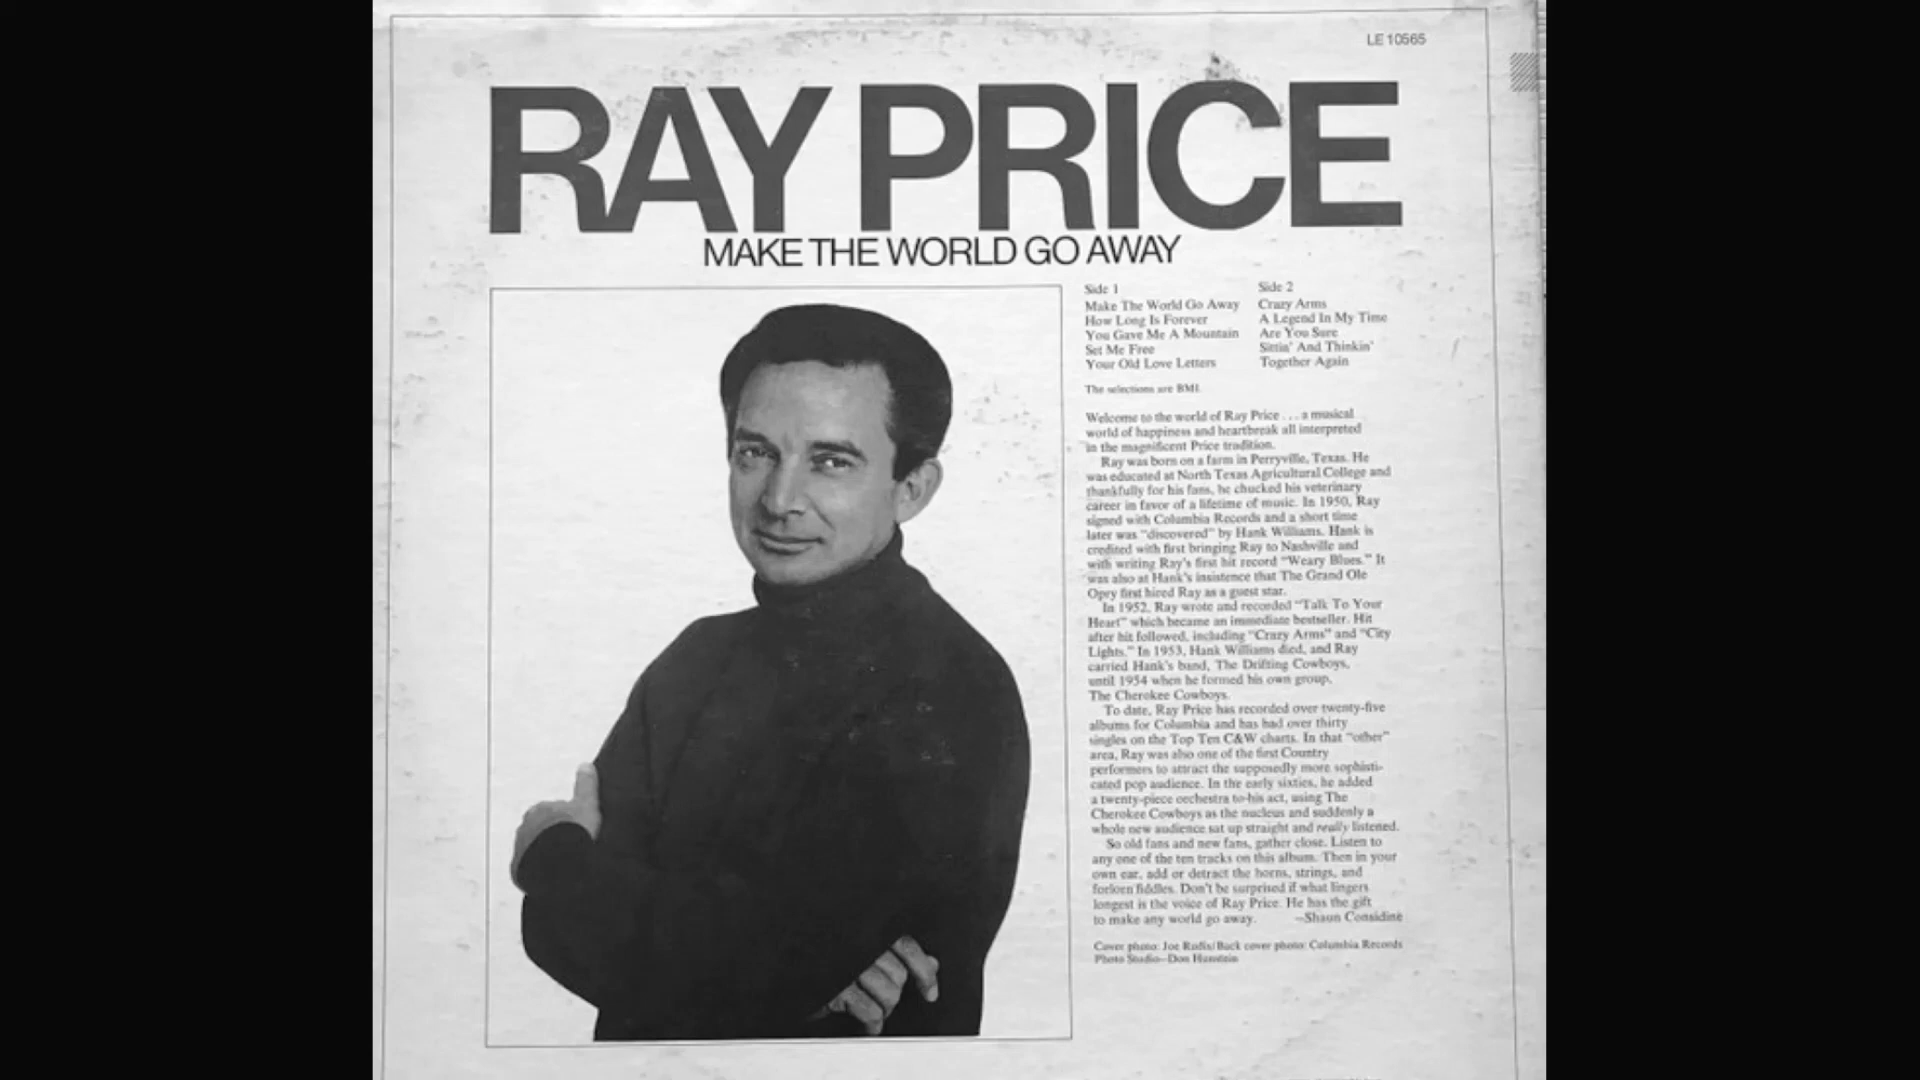 LE 10565
RAY PRICE
MAKE THE WORLD GO AWAY
Side 1
Make The World Go Away
How Long Is Forever
You Gave Me A Mountain
Set Me Free
Your Old Love Letters
Side 2
Crazy Arms
A Legend In My Time
Are You Sure
Sittin' And Thinkin'
Together Again
The selections are BMI.
Welcome to the world of Ray Price . . . a musical
world of happiness and heartbreak all interpreted
in the magnificent Price tradition.
Ray was born on a farm in Perryville, Texas. He
was educated at North Texas Agricultural College and
thankfully for his fans, he chucked his veterinary
career in favor of a lifetime of music. In 1950, Ray
signed with Columbia Records and a short time
later was "discovered" by Hank Williams. Hank is
credited with first bringing Ray to Nashville and
with writing Ray's first hit record "Weary Blues." It
was also at Hank's insistence that The Grand Ole
Opry first hired Ray as a guest star.
In 1952, Ray wrote and recorded "Talk To Your
Heart" which became an immediate bestseller. Hit
after hit followed, including "Crazy Arms" and "City
Lights." In 1953, Hank Williams died, and Ray
carried Hank's band, The Drifting Cowboys,
until 1954 when he formed his own group,
The Cherokee Cowboys.
To date, Ray Price has recorded over twenty-five
albums for Columbia and has had over thirty
singles on the Top Ten C&W charts. In that "other"
area, Ray was also one of the first Country
performers to attract the supposedly more sophisti-
cated pop audience. In the early sixties, he added
a twenty-piece orchestra to his act, using The
Cherokee Cowboys as the nucleus and suddenly a
whole new audience sat up straight and really listened.
So old fans and new fans, gather close. Listen to
any one of the ten tracks on this album. Then in your
own ear, add or detract the horns, strings, and
forlorn fiddles. Don't be surprised if what lingers
longest is the voice of Ray Price. He has the gift
to make any world go away. —Shaun Considine
Cover photo: Joe Back cover photo: Columbia Records
Photo Studio—Don Hunstein